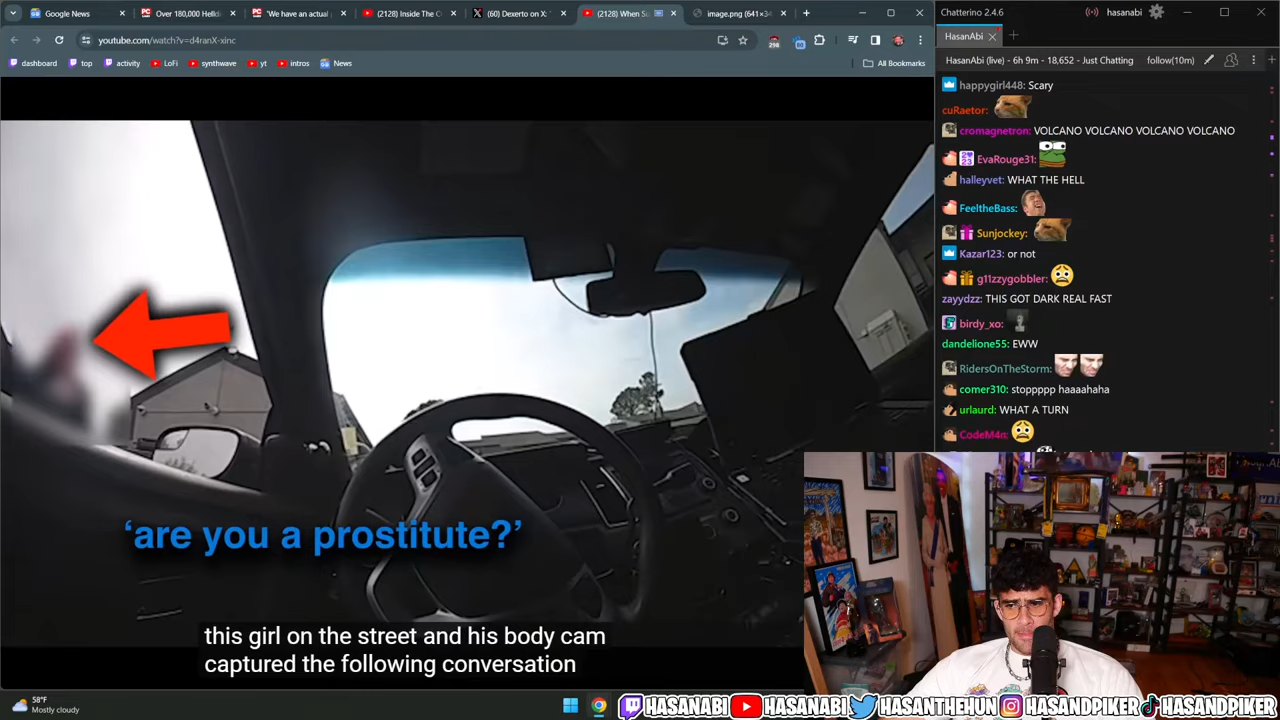 (2128) Inside The
(60) Dexerto on X:
(2128) When S
image.png (641×34
Google News
Over 180,000 Helldi
"We have an actual
Chatterino 2.4.6
hasanabi
youtube.com/watch?v=d4ranX-xinc
298
HasanAbi
dashboard
top
activity
LoFi
synthwave
yt
intros
News
All Bookmarks
HasanAbi (live) - 6h 9m - 18,652 - Just Chatting
follow(10m)
happygirl448: Scary
cuRaetor:
cromagnetron: VOLCANO VOLCANO VOLCANO VOLCANO
EvaRouge31:
halleyvet: WHAT THE HELL
FeeltheBass:
Sunjockey:
Kazar123: or not
g11zzygobbler:
zayydzz: THIS GOT DARK REAL FAST
birdy_xo:
dandelione55: EWW
RidersOnTheStorm:
comer310: stoppppp haaaahaha
urlaurd: WHAT A TURN
CodeM4n:
'are you a prostitute?'
this girl on the street and his body cam
captured the following conversation
58°F
Mostly cloudy
HASANABI
HASANABI
HASANTHEHUN
HASANDPIKER
HASANDPIKER